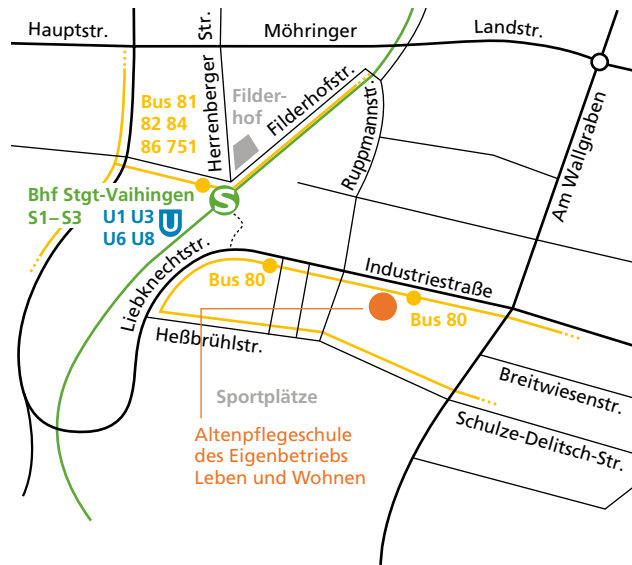 Hauptstr.
Herrenberger Str.
Möhringer
Landstr.
Bus 81
82 84
86 751
Filder-
hof
Filderhofstr.
Ruppmannstr.
Am Wallgraben
Bhf Stgt-Vaihingen
S1–S3
U1 U3
U6 U8
U
S
Liebknechtstr.
Bus 80
Industriestraße
Bus 80
Heßbrühlstr.
Sportplätze
Breitwiesenstr.
Schulze-Delitsch-Str.
Altenpflegeschule
des Eigenbetriebs
Leben und Wohnen